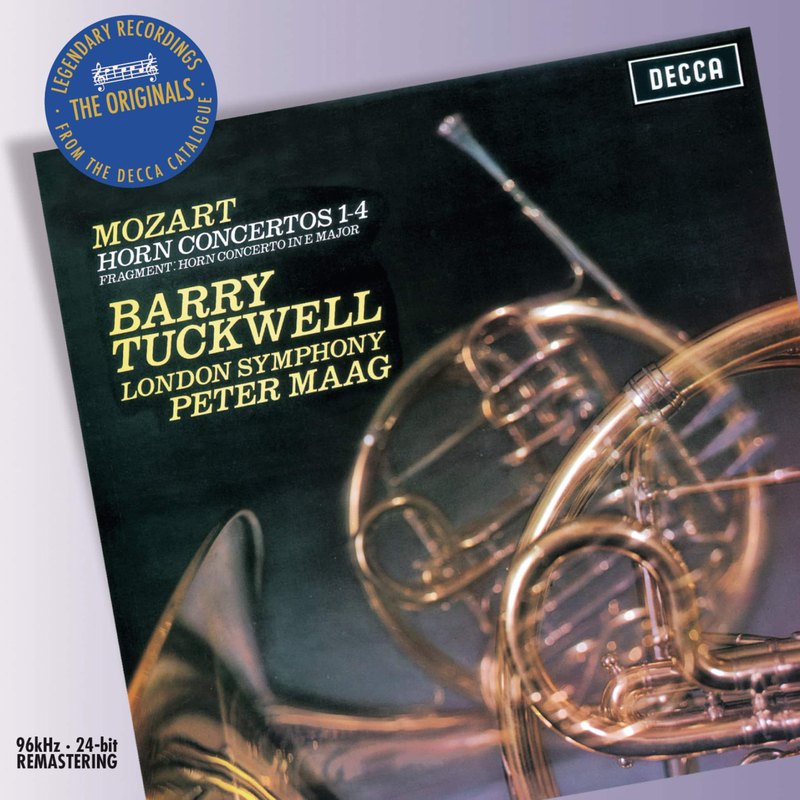 LEGENDARY RECORDINGS
THE ORIGINALS
FROM THE DECCA CATALOGUE
DECCA
MOZART
HORN CONCERTOS 1-4
FRAGMENT: HORN CONCERTO IN E MAJOR
BARRY
TUCKWELL
LONDON SYMPHONY
PETER MAAG
96kHz · 24-bit
REMASTERING